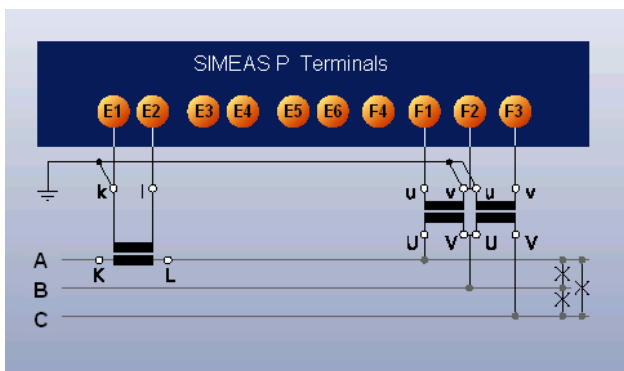 SIMEAS P Terminals
E1 E2 E3 E4 E5 E6 F4 F1 F2 F3
k l u v u v
U V U V
A
K L
B
C